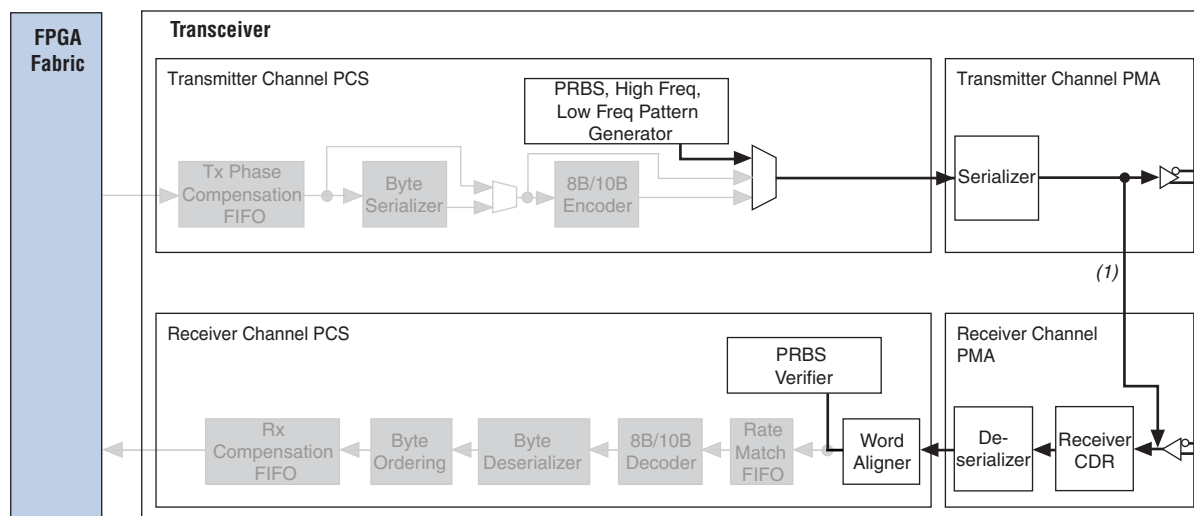 FPGA
Fabric
Transceiver
Transmitter Channel PCS
PRBS, High Freq,
Low Freq Pattern
Generator
Tx Phase
Compensation
FIFO
Byte
Serializer
8B/10B
Encoder
Transmitter Channel PMA
Serializer
(1)
Receiver Channel PCS
PRBS
Verifier
Rx
Compensation
FIFO
Byte
Ordering
Byte
Deserializer
8B/10B
Decoder
Rate
Match
FIFO
Word
Aligner
Receiver Channel
PMA
De-
serializer
Receiver
CDR